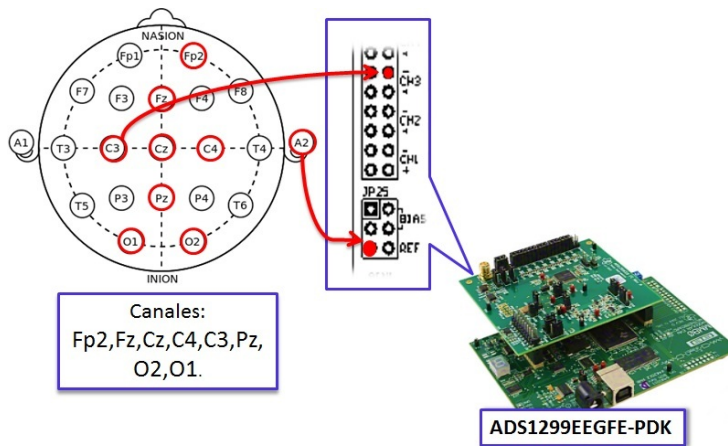 NASION
Fp1
Fp2
F7
F3
Fz
F4
F8
A1
T3
C3
Cz
C4
T4
A2
T5
P3
Pz
P4
T6
O1
O2
INION
Canales:
Fp2,Fz,Cz,C4,C3,Pz,
O2,O1.
-
CH3
-
CH2
-
CH1
+
JP25
BIAS
REF
ADS1299EEGFE-PDK